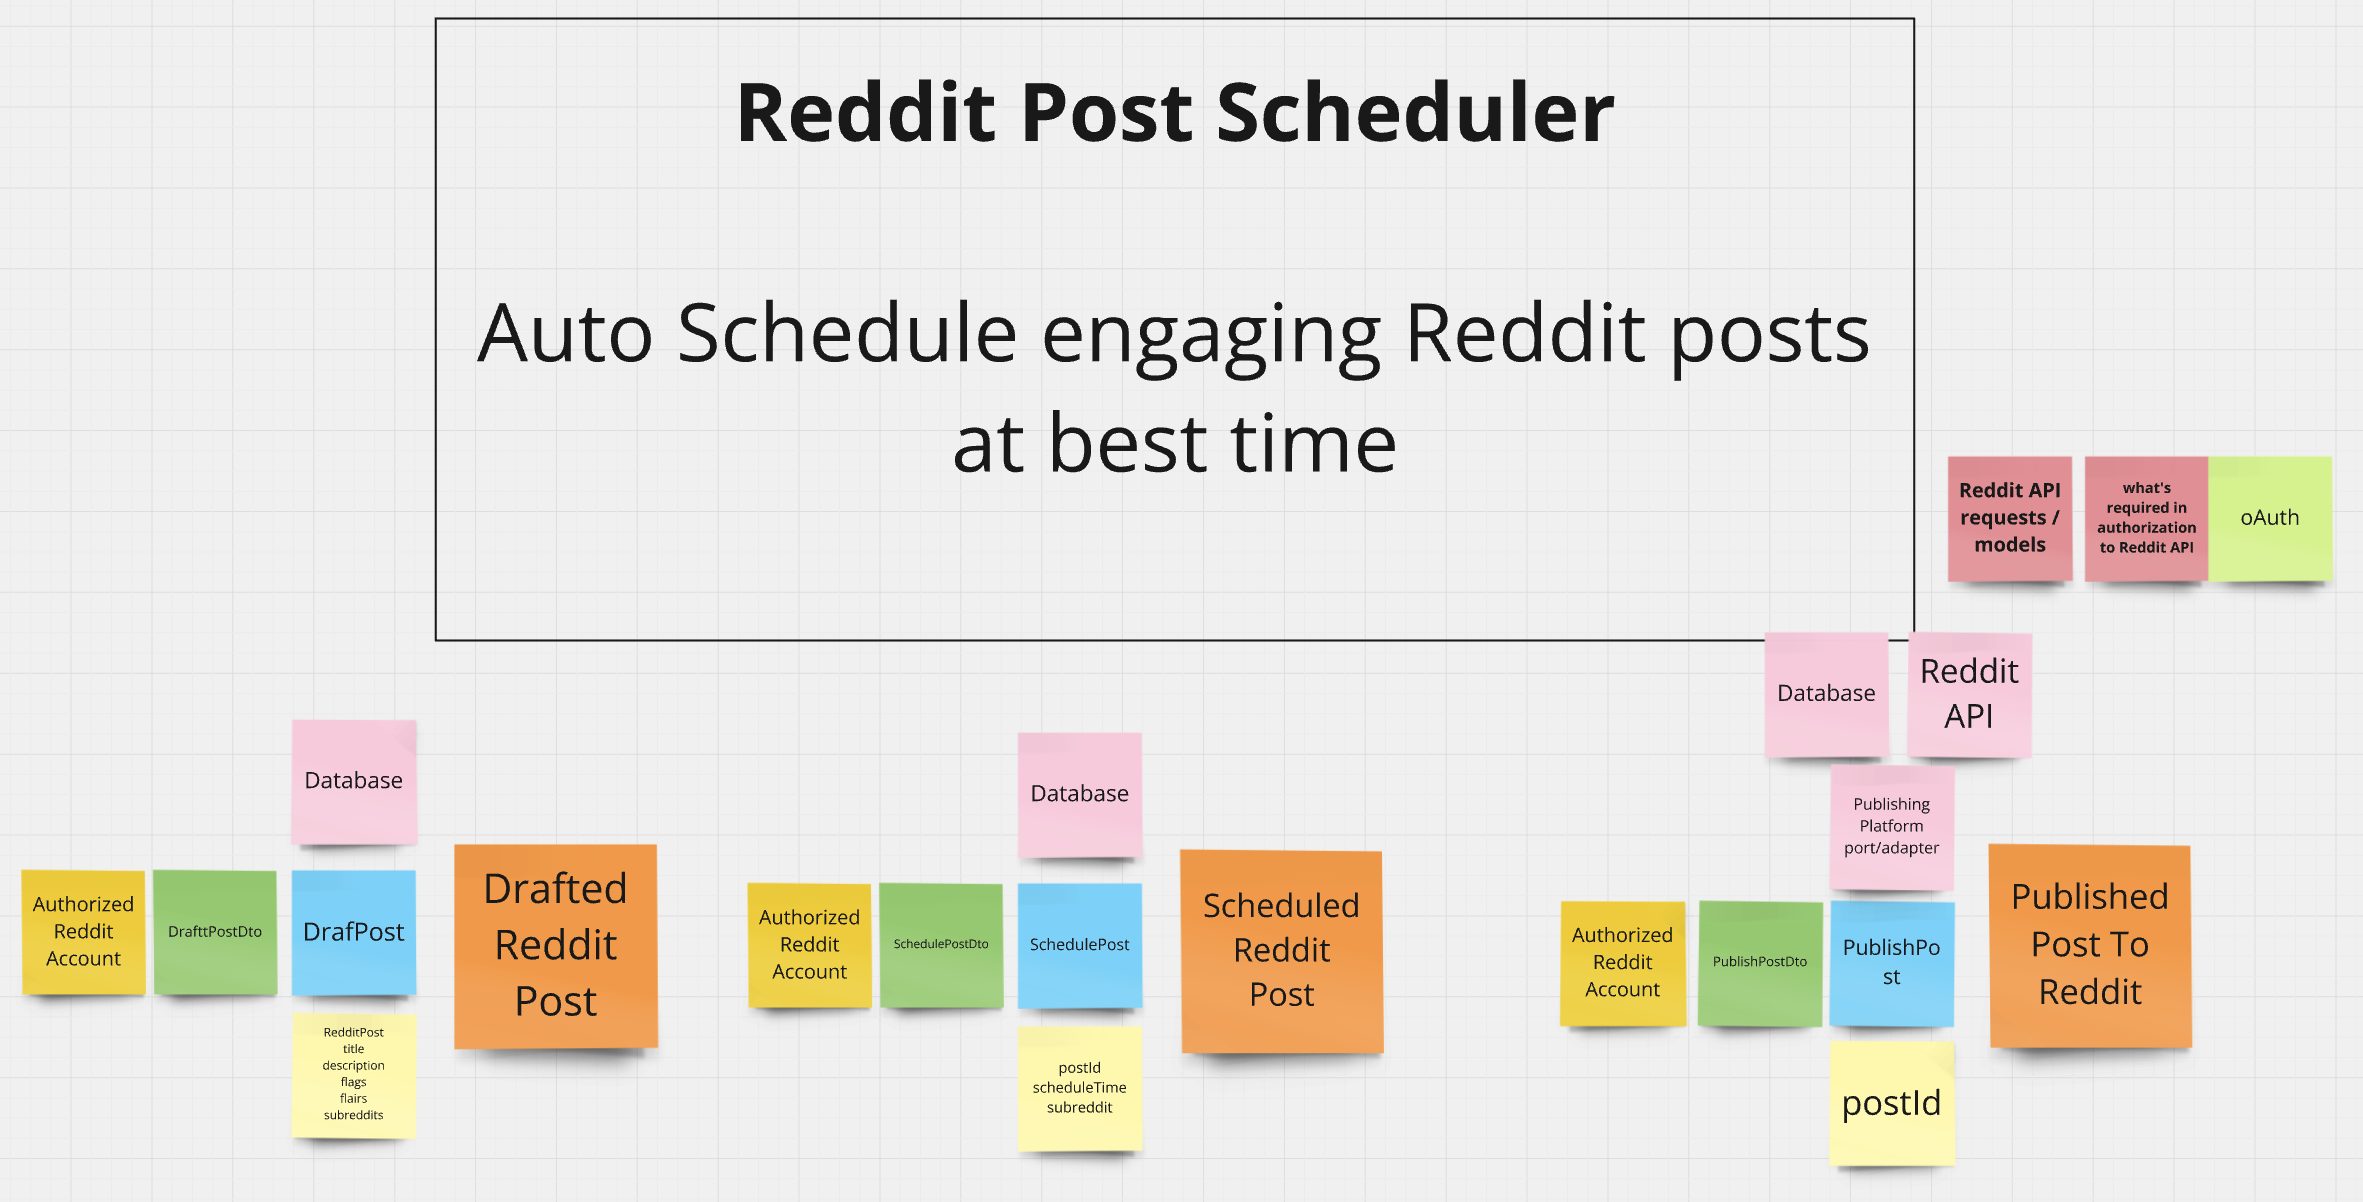 Reddit Post Scheduler
Auto Schedule engaging Reddit posts
at best time
Reddit API
requests /
models
what's
required in
authorization
to Reddit API
oAuth
Database
Authorized
Reddit
Account
DrafttPostDto
DrafPost
RedditPost
title
description
flags
flairs
subreddits
Drafted
Reddit
Post
Database
Authorized
Reddit
Account
SchedulePostDto
SchedulePost
postId
scheduleTime
subreddit
Scheduled
Reddit
Post
Database
Reddit
API
Publishing
Platform
port/adapter
Authorized
Reddit
Account
PublishPostDto
PublishPo
st
postId
Published
Post To
Reddit